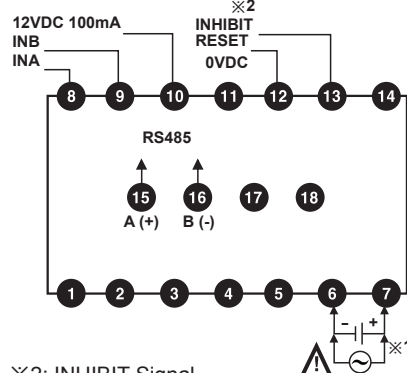 ※2
12VDC 100mA
INHIBIT
INB
RESET
INA
0VDC
8 9 10 11 12 13 14
RS485
15 16 17 18
A (+) B (-)
1 2 3 4 5 6 7
- +
※1
!
※2: INHIBIT Signal